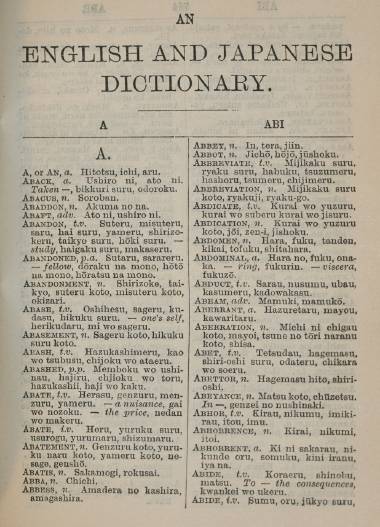 AN
ENGLISH AND JAPANESE
DICTIONARY.
A
ABI
A.
A, or AN, a. Hitotsu, ichi, aru.
ABACK, a. Ushiro ni, ato ni.
Taken —, bikkuri suru, odoroku.
ABACUS, n. Soroban.
ABADDON, n. Akuma no na.
ABAFT, adv. Ato ni, ushiro ni.
ABANDON, t.v. Suteru, misuteru,
saru, hai suru, yameru, shirizo-
keru, taikyo suru, hōki suru. —
study, haigaku suru, makaseru.
ABANDONED, p.a. Sutaru, sarareru.
— fellow, dōraku na mono, hōtō
na mono, hōratsu na mono.
ABANDONMENT, n. Shirizoke, tai-
kyo, suteru koto, misuteru koto,
okizari.
ABASE, t.v. Oshihesu, sageru, ku-
dasu, hikuku suru. — one's self,
herikudaru, mi wo sageru.
ABASEMENT, n. Sageru koto, hikuku
suru koto.
ABASH, t.v. Hazukashimeru, kao
wo tsubusu, chijoku wo ataeru.
ABASHED, p.p. Memboku wo ushi-
nau, hajiru, chijoku wo toru,
hazukashii, haji wo kaku.
ABATE, t.v. Herasu, genzuru, men-
zuru, yameru. — a nuisance, gai
wo nozoku. — the price, nedan
wo makeru.
ABATE, i.v. Heru, yuruku suru,
usurogu, yurumaru, shizumaru.
ABATEMENT, n. Genzuru koto, yuru-
ku naru koto, yameru koto, ne-
sage, genshō.
ABATIS, n. Sakamogi, rokusai.
ABBA, n. Chichi.
ABBESS, n. Amadera no kashira,
amagashira.
ABBEY, n. In, tera, jiin.
ABBOT, n. Jichō, hōjō, jūshoku.
ABBREVIATE, t.v. Mijikaku suru,
ryaku suru, habuku, tsuzumeru,
hashoru, tsumeru, chijimeru.
ABBREVIATION, n. Mijikaku suru
koto, ryakuji, ryaku-go.
ABDICATE, t.v. Kurai wo yuzuru,
kurai wo suberu kurai wo jisuru.
ABDICATION, n. Kurai wo yuzuru
koto, jōi, zen-i, jishoku.
ABDOMEN, n. Hara, fuku, tanden,
kikai, tofuku, shitahara.
ABDOMINAL, a. Hara no, fuku, ona-
ka. — ring, fukurin. — viscera,
fukuzō.
ABDUCT, t.v. Sarau, nusumu, ubau,
kasumeru, kadowakasu.
ABEAM, adv. Mamuki, mamukō.
ABERRANT, a. Hazuretaru, mayou,
kawaritaru.
ABERRATION, n. Michi ni chigau
koto, mayoi, tsune no tōri naranu
koto, shisa.
ABET, t.v. Tetsudau, hagemasu,
shiri-oshi suru, odateru, chikara
wo soeru.
ABETTOR, n. Hagemasu hito, shiri-
oshi.
ABEYANCE, n. Matsu koto, chūzetsu.
In —, genzei no nushinaki.
ABHOR, t.v. Kirau, nikumu, imiki-
rau, itou, imu.
ABHORRENCE, n. Kirai, nikumi,
itoi.
ABHORRENT, a. Ki ni sakarau, ni-
kunde oru, somuku, kini iranu,
iya na.
ABIDE, t.v. Koraeru, shinobu,
matsu. To — the consequences,
kwankei wo ukeru.
ABIDE, i.v. Sumu, oru, jūkyo suru,